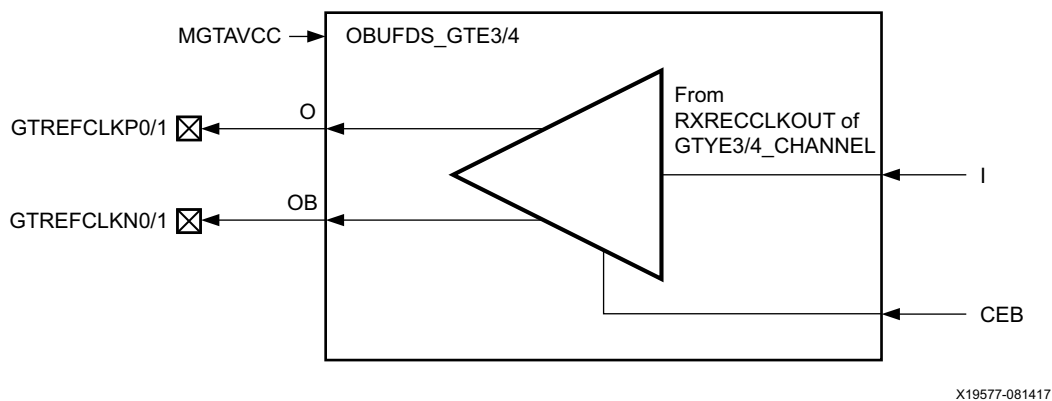 MGTAVCC
OBUFDS_GTE3/4
From
RXRECCLKOUT of
GTYE3/4_CHANNEL
O
GTREFCLKP0/1
I
OB
GTREFCLKN0/1
CEB
X19577-081417